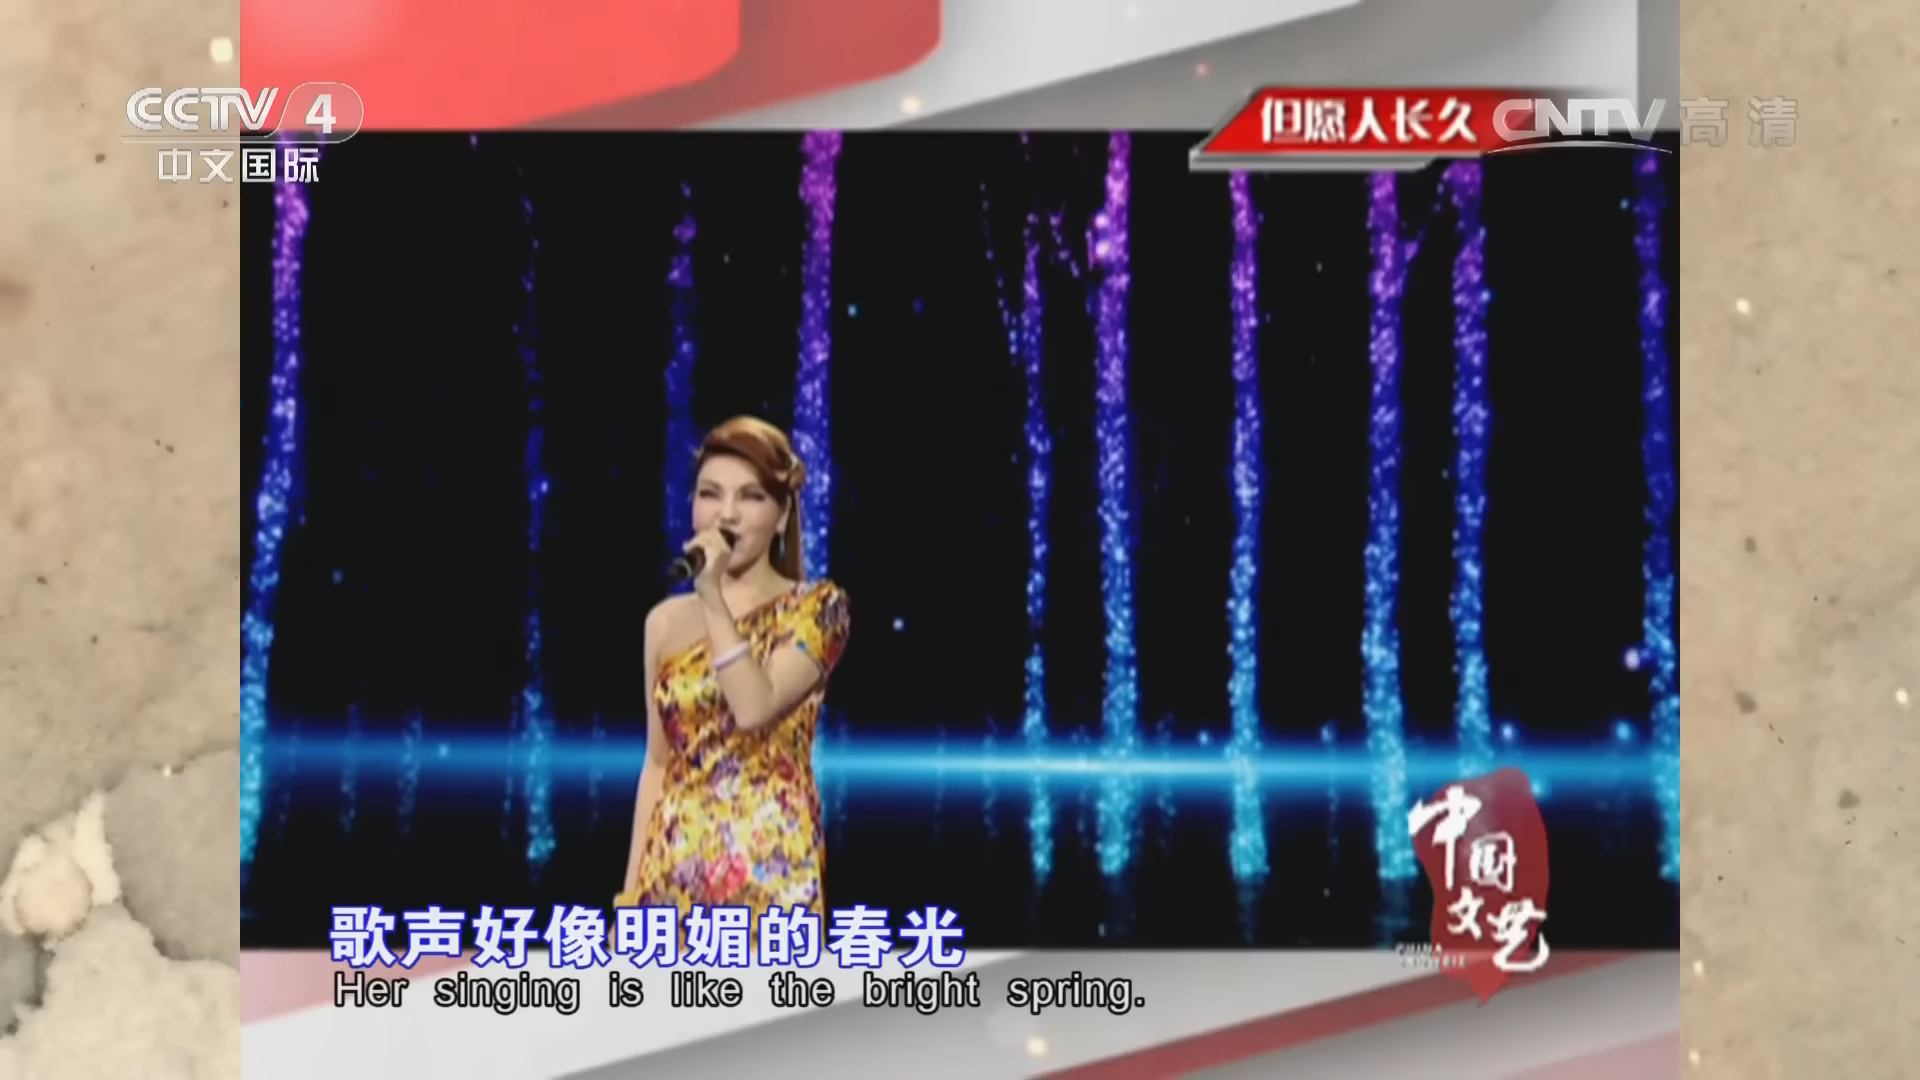 CCTV 4
中文国际
但愿人长久
CNTV 高清
中国
文艺
歌声好像明媚的春光
Her singing is like the bright spring.